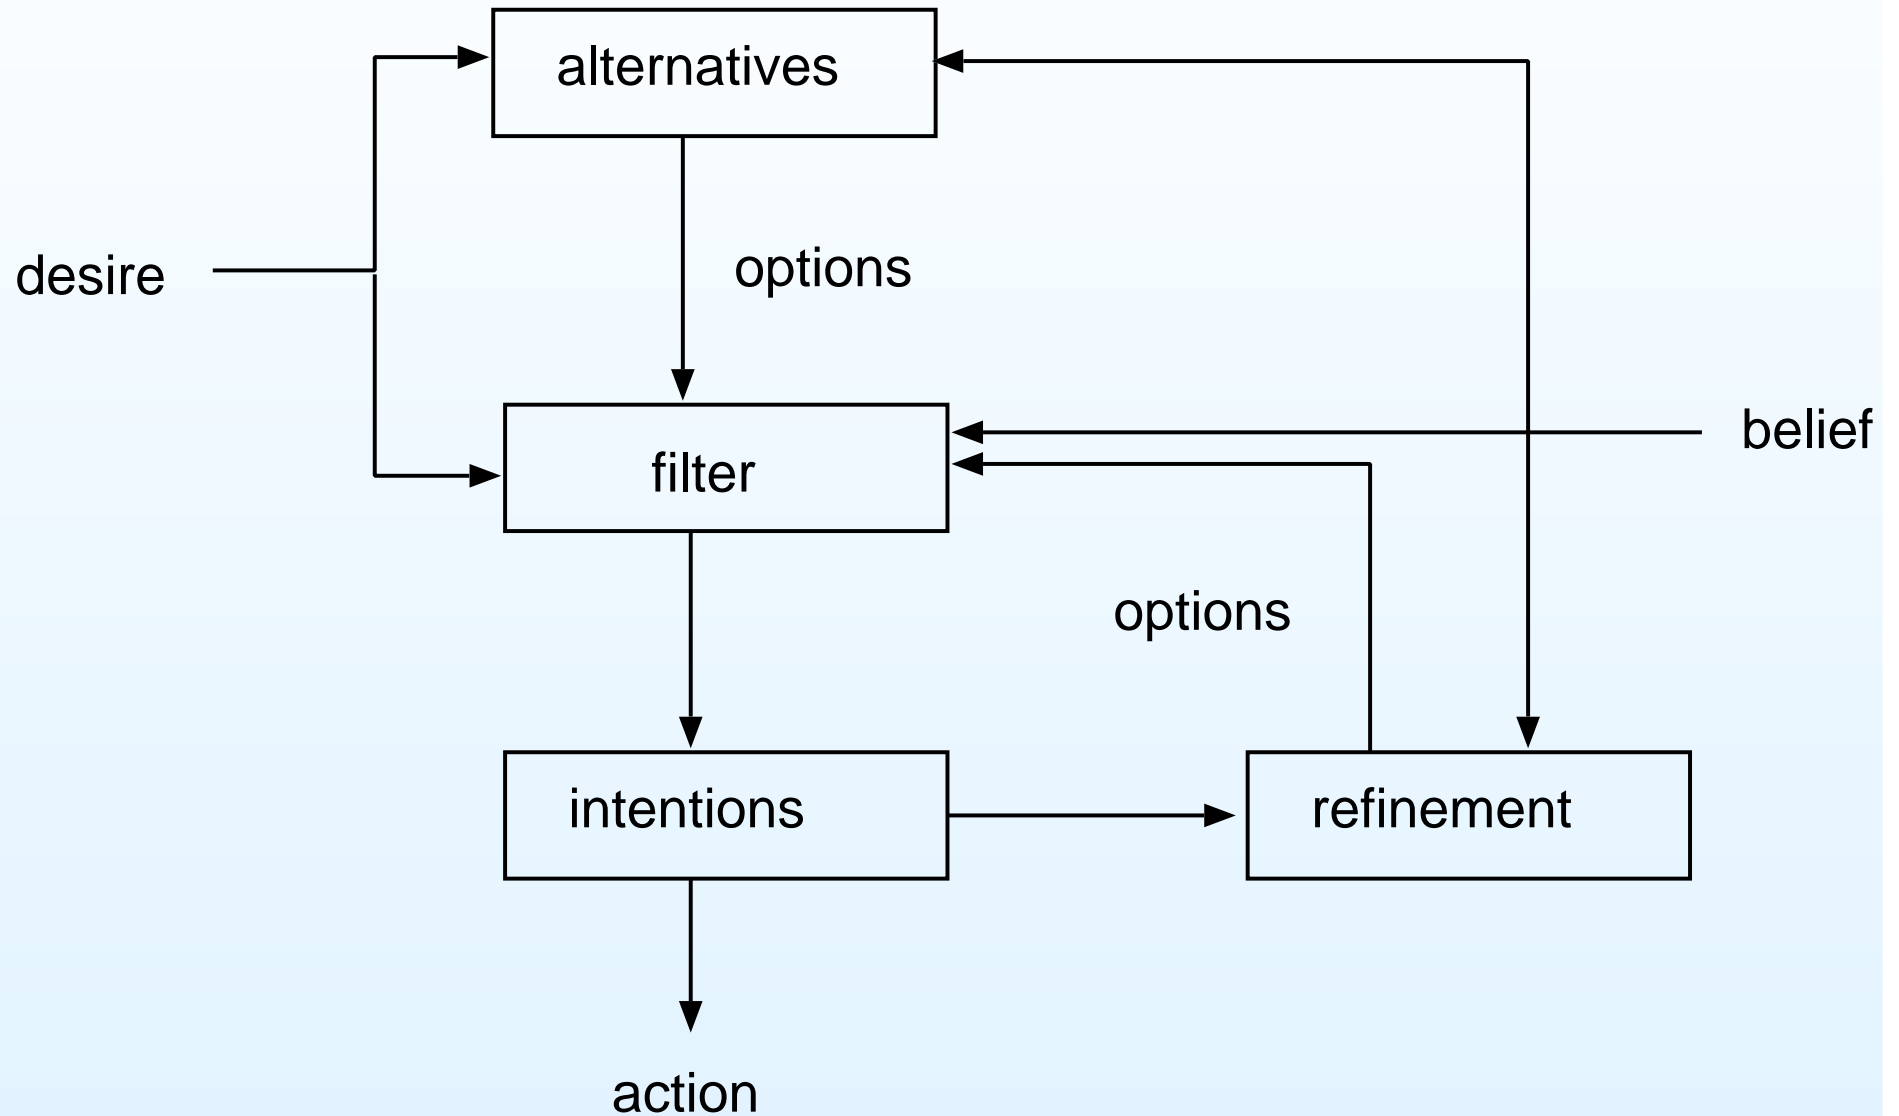 alternatives
desire
options
belief
filter
options
intentions
refinement
action